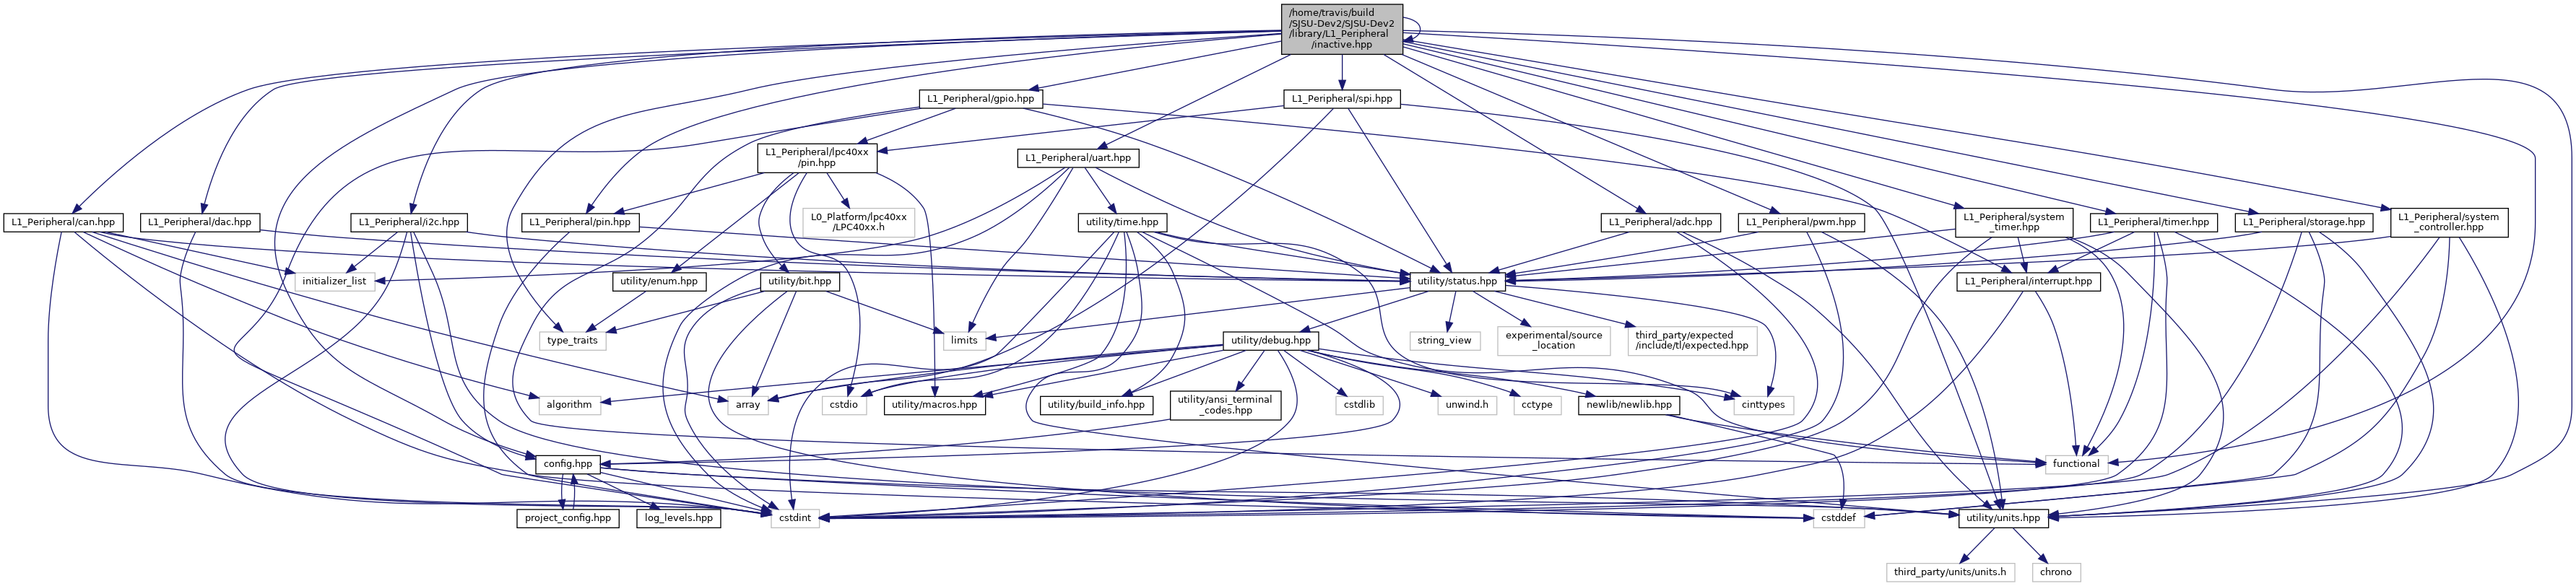 /home/travis/build
/SJSU-Dev2/SJSU-Dev2
/library/L1_Peripheral
/inactive.hpp
L1_Peripheral/gpio.hpp
L1_Peripheral/spi.hpp
L1_Peripheral/lpc40xx
/pin.hpp
L1_Peripheral/uart.hpp
L1_Peripheral/can.hpp
L1_Peripheral/dac.hpp
L1_Peripheral/i2c.hpp
L1_Peripheral/pin.hpp
L0_Platform/lpc40xx
/LPC40xx.h
utility/time.hpp
L1_Peripheral/adc.hpp
L1_Peripheral/pwm.hpp
L1_Peripheral/system
_timer.hpp
L1_Peripheral/timer.hpp
L1_Peripheral/storage.hpp
L1_Peripheral/system
_controller.hpp
initializer_list
utility/enum.hpp
utility/bit.hpp
utility/status.hpp
L1_Peripheral/interrupt.hpp
type_traits
limits
utility/debug.hpp
string_view
experimental/source
_location
third_party/expected
/include/tl/expected.hpp
algorithm
array
cstdio
utility/macros.hpp
utility/build_info.hpp
utility/ansi_terminal
_codes.hpp
cstdlib
unwind.h
cctype
newlib/newlib.hpp
cinttypes
config.hpp
functional
project_config.hpp
log_levels.hpp
cstdint
cstddef
utility/units.hpp
third_party/units/units.h
chrono